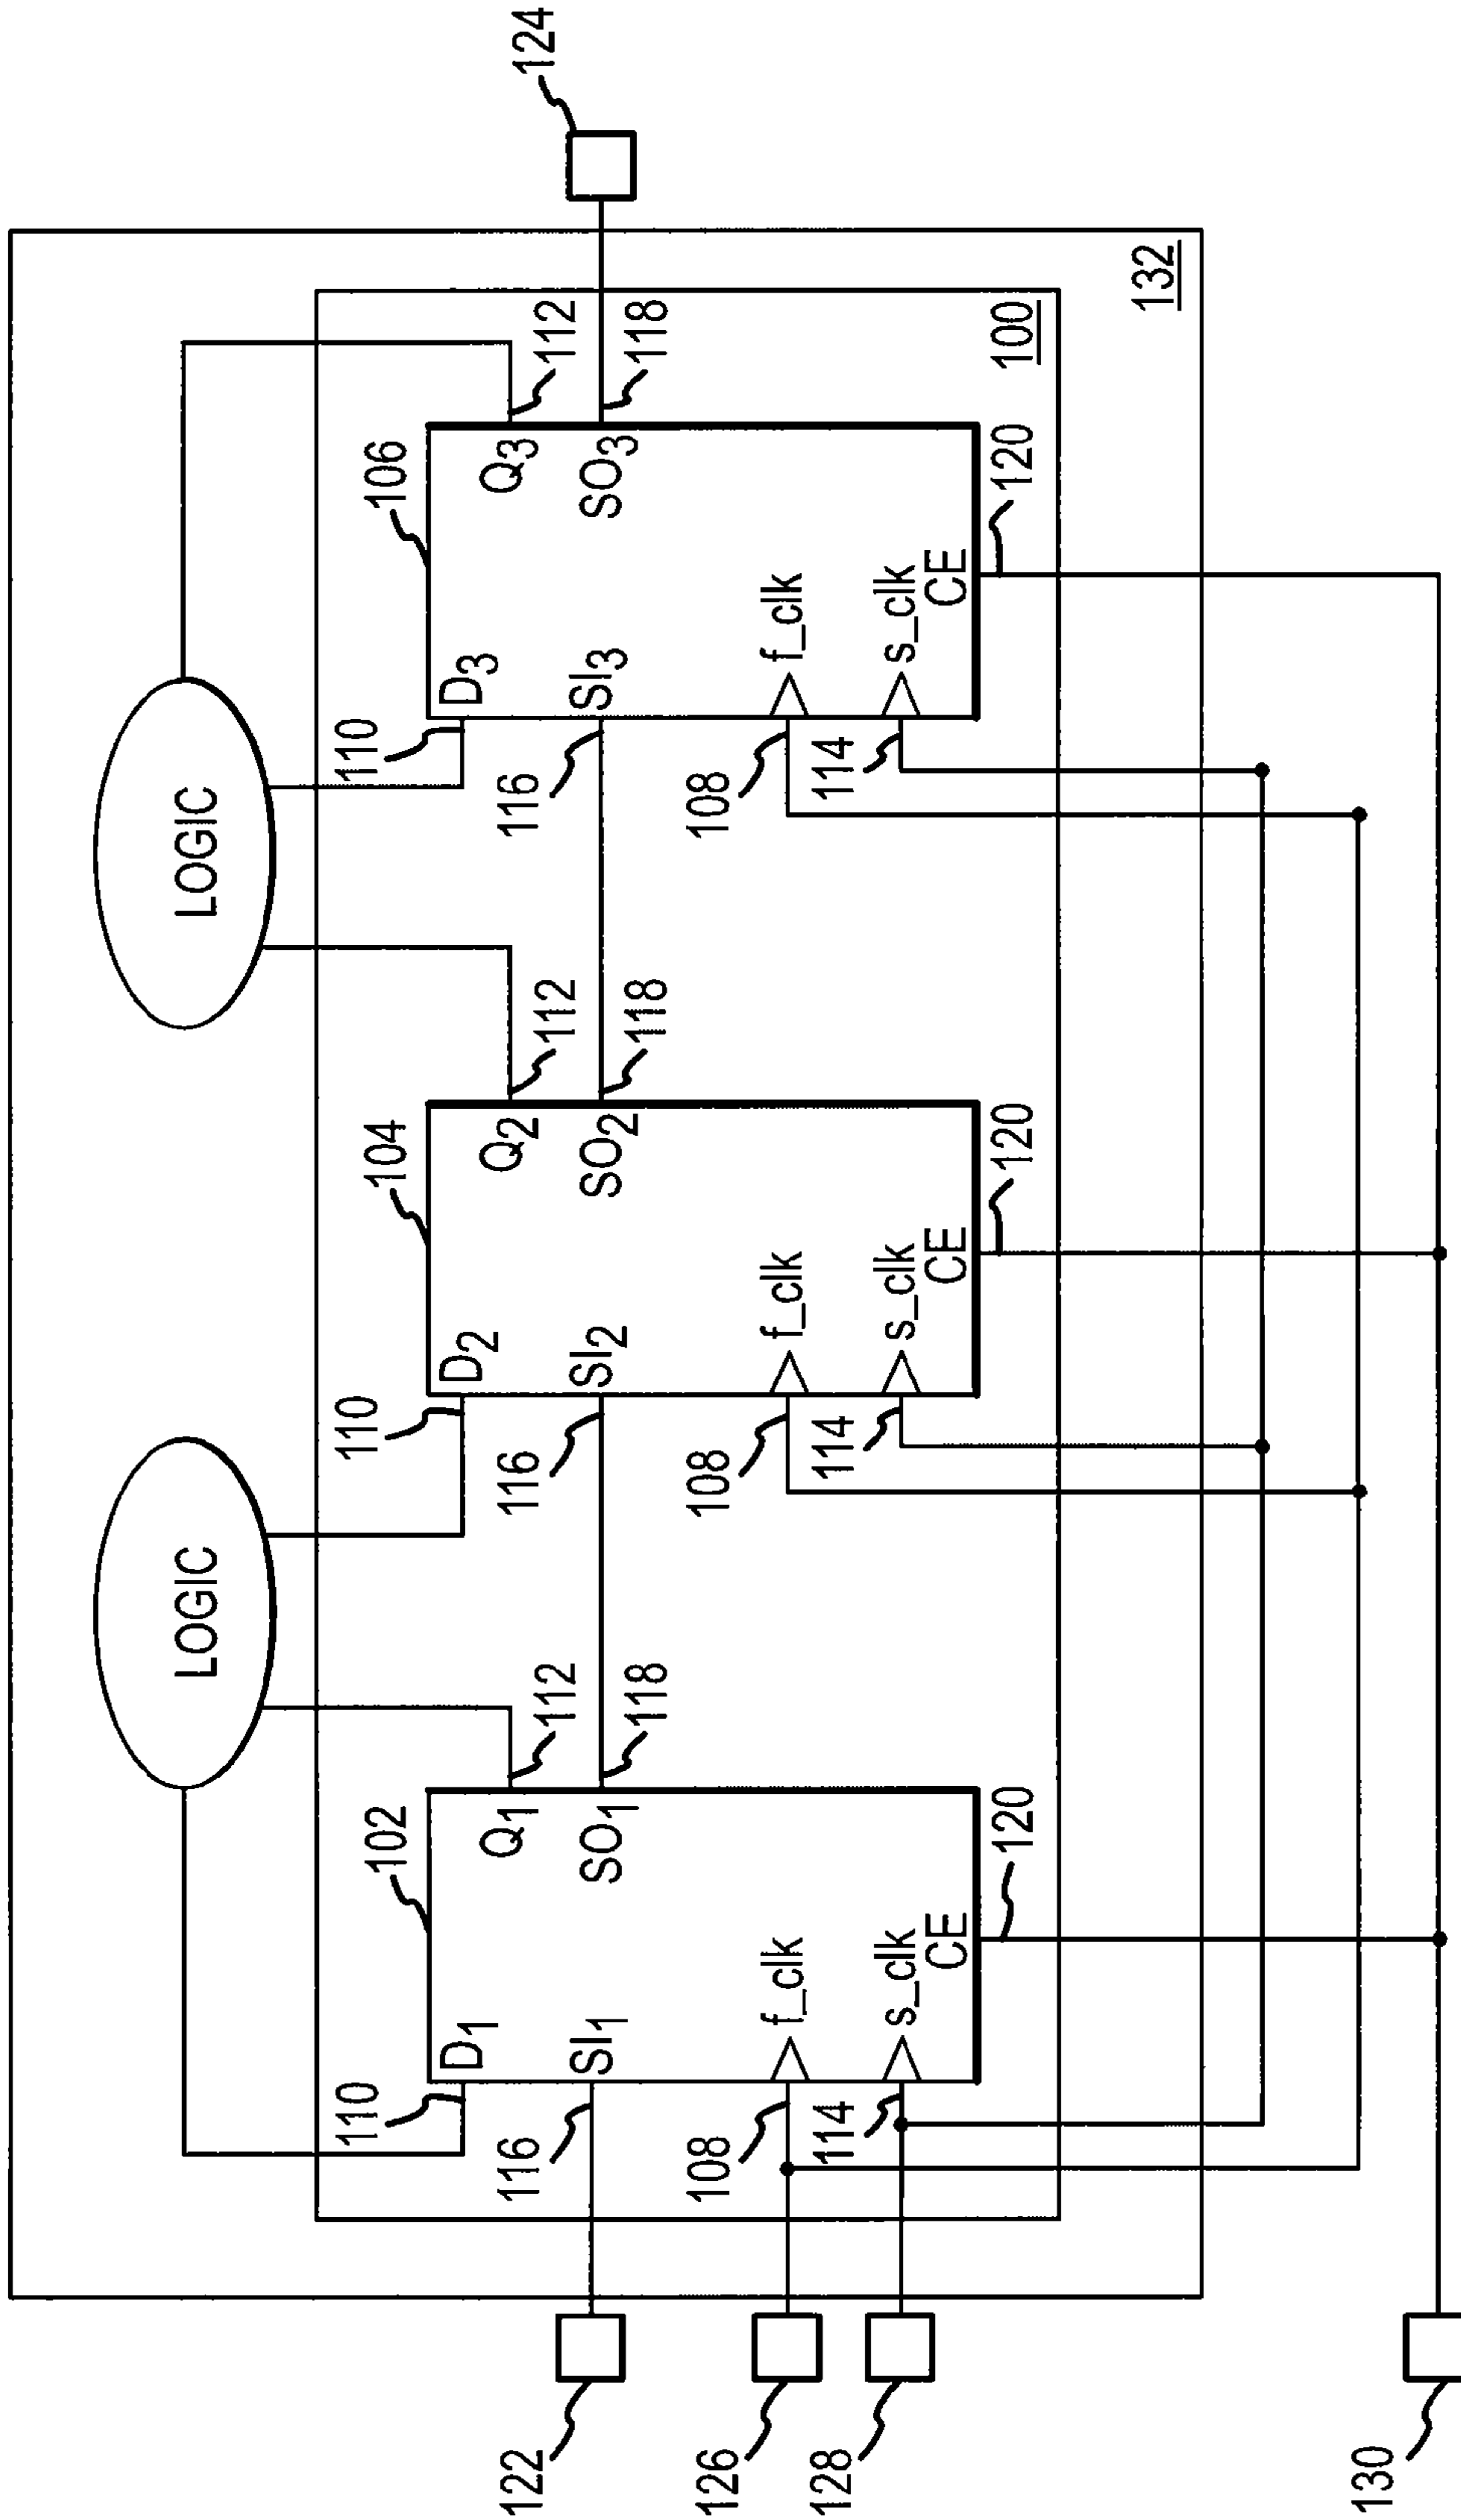 LOGIC
LOGIC
102
104
106
110
D1
Q1
112
110
D2
Q2
112
110
D3
Q3
112
124
122
116
SI1
SO1
118
116
SI2
SO2
118
116
SI3
SO3
118
126
108
f_clk
108
f_clk
108
f_clk
128
114
s_clk
114
s_clk
114
s_clk
CE
120
CE
120
CE
120
100
132
130